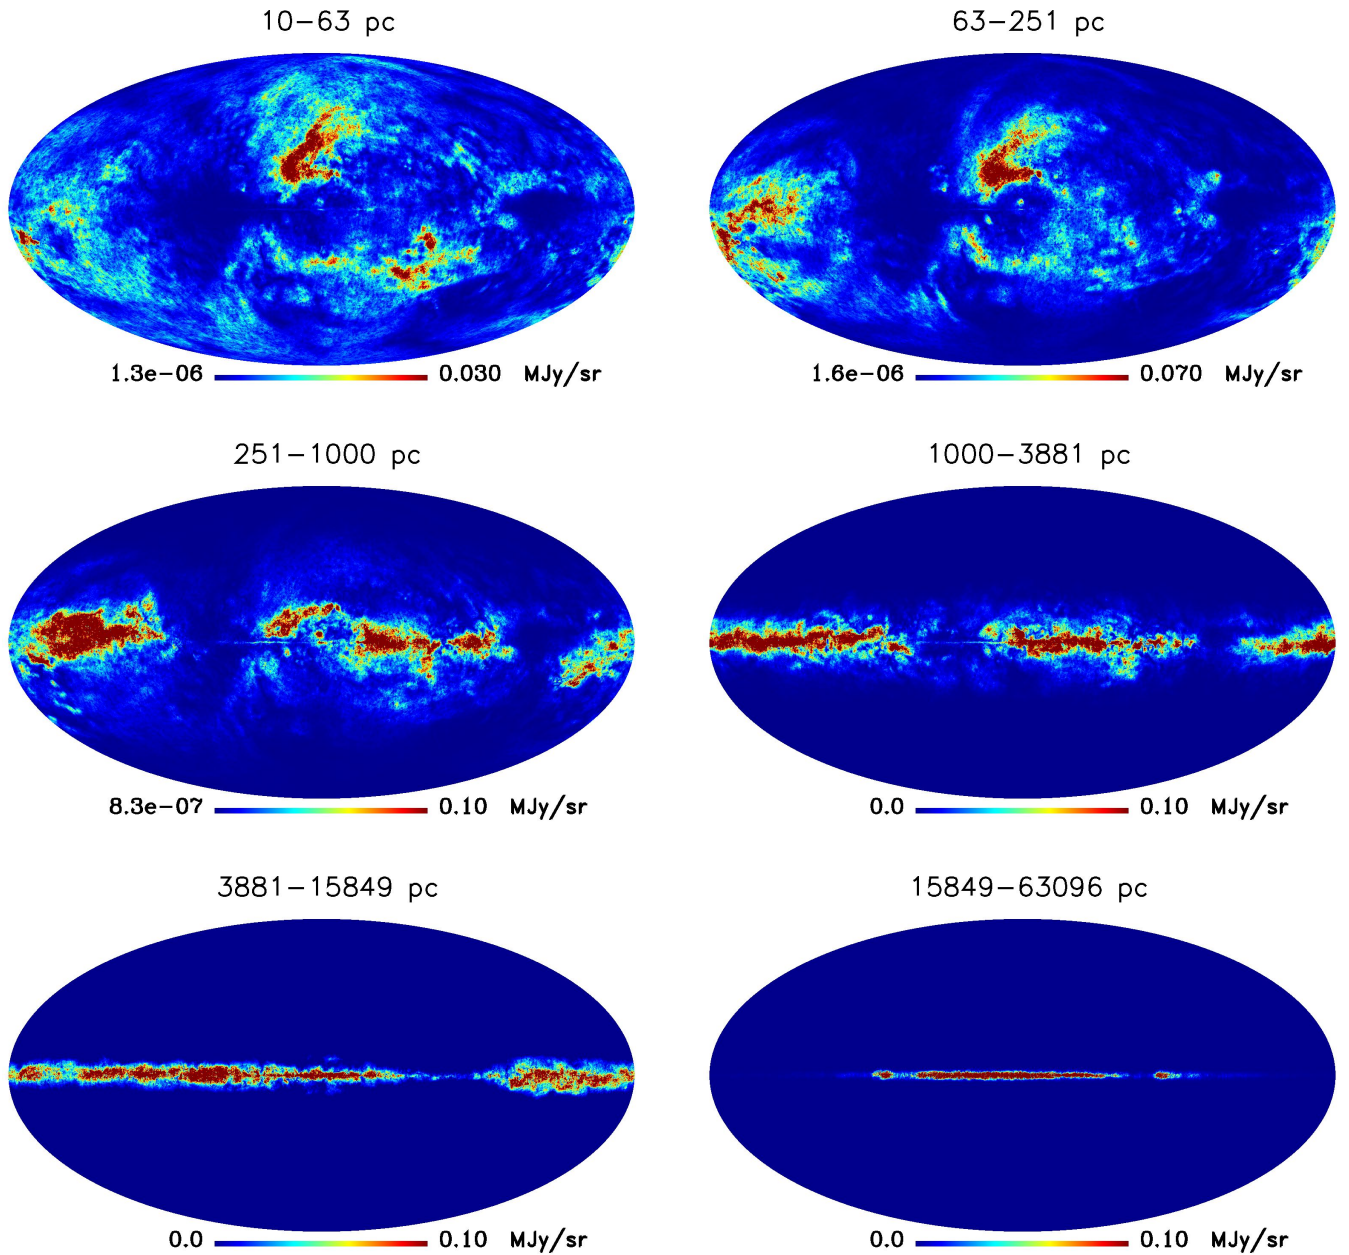 10−63 pc
63−251 pc
1.3e−06 0.030 MJy/sr
1.6e−06 0.070 MJy/sr
251−1000 pc
1000−3881 pc
8.3e−07 0.10 MJy/sr
0.0 0.10 MJy/sr
3881−15849 pc
15849−63096 pc
0.0 0.10 MJy/sr
0.0 0.10 MJy/sr